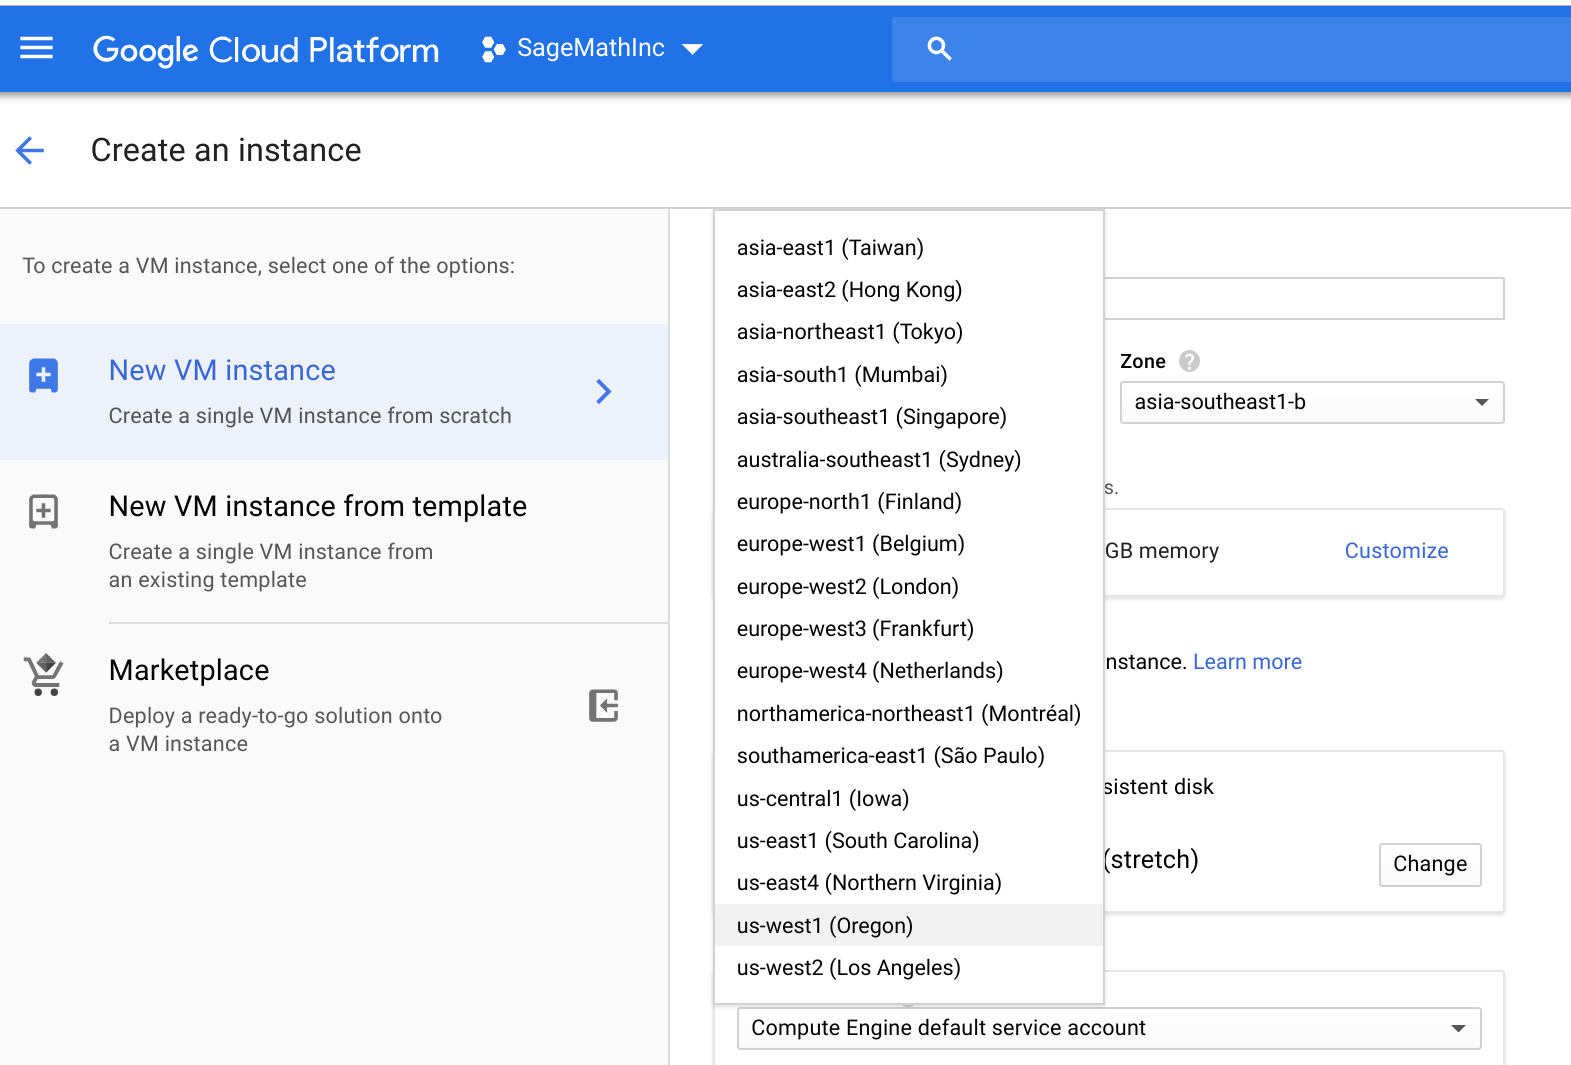 Google Cloud Platform
SageMathInc
Create an instance
To create a VM instance, select one of the options:
New VM instance
Create a single VM instance from scratch
New VM instance from template
Create a single VM instance from
an existing template
Marketplace
Deploy a ready-to-go solution onto
a VM instance
asia-east1 (Taiwan)
asia-east2 (Hong Kong)
asia-northeast1 (Tokyo)
asia-south1 (Mumbai)
asia-southeast1 (Singapore)
australia-southeast1 (Sydney)
europe-north1 (Finland)
europe-west1 (Belgium)
europe-west2 (London)
europe-west3 (Frankfurt)
europe-west4 (Netherlands)
northamerica-northeast1 (Montréal)
southamerica-east1 (São Paulo)
us-central1 (Iowa)
us-east1 (South Carolina)
us-east4 (Northern Virginia)
us-west1 (Oregon)
us-west2 (Los Angeles)
Zone ?
asia-southeast1-b
s.
GB memory
Customize
nstance. Learn more
sistent disk
(stretch)
Change
Compute Engine default service account